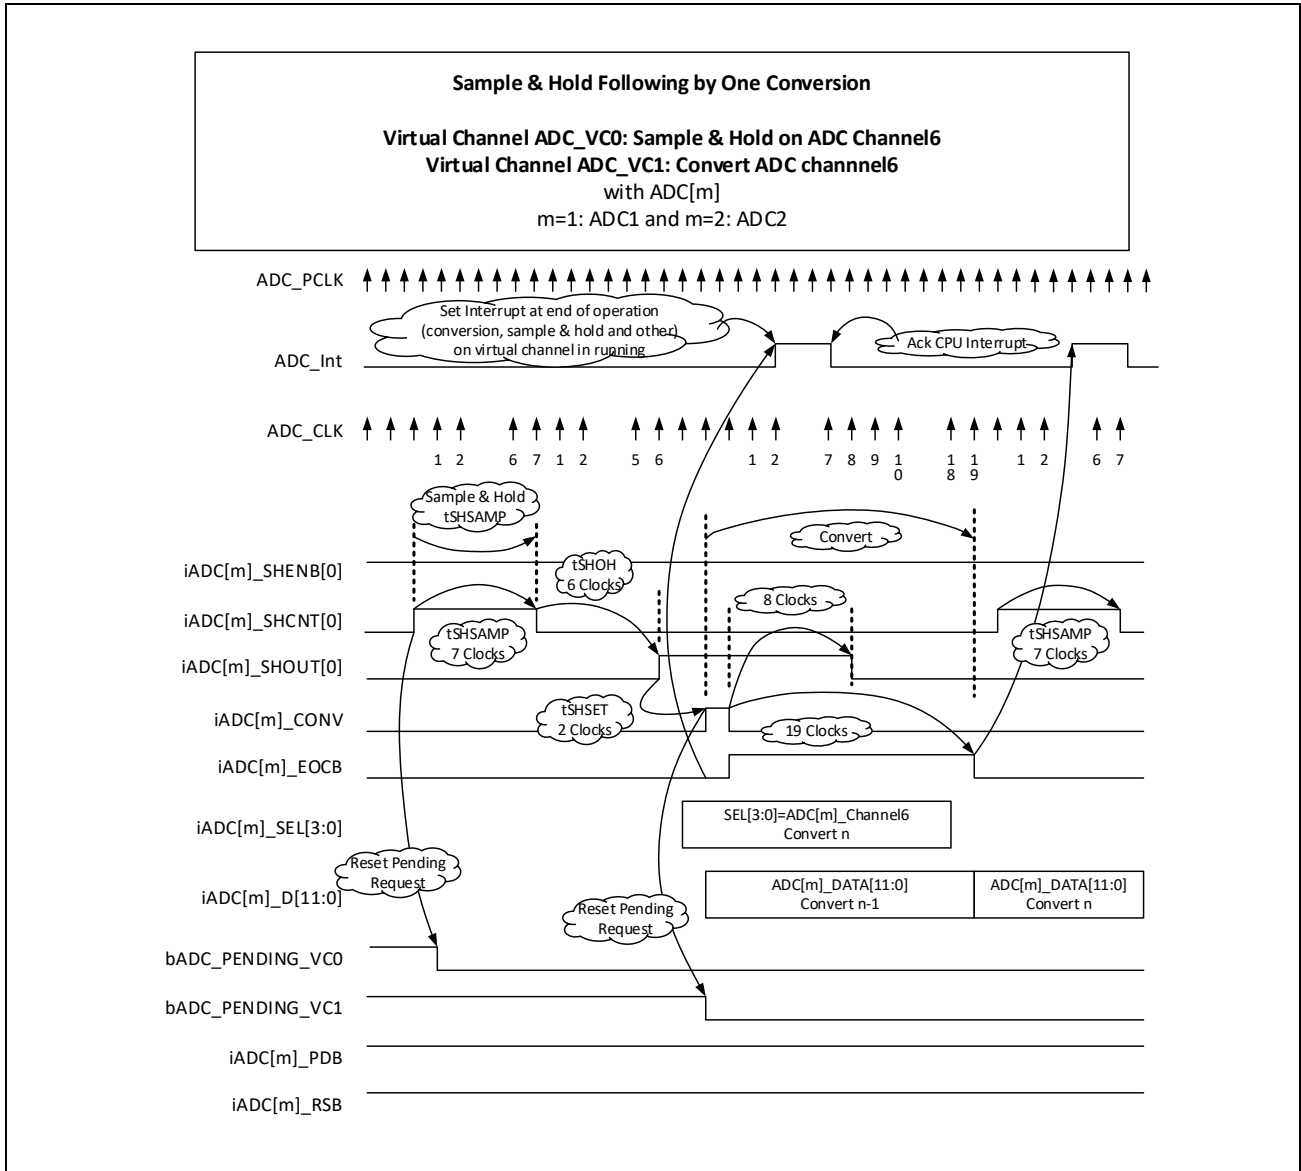 Sample & Hold Following by One Conversion
Virtual Channel ADC_VC0: Sample & Hold on ADC Channel6
Virtual Channel ADC_VC1: Convert ADC channnel6
with ADC[m]
m=1: ADC1 and m=2: ADC2
ADC_PCLK
Set Interrupt at end of operation
(conversion, sample & hold and other)
on virtual channel in running
Ack CPU Interrupt
ADC_Int
ADC_CLK
1 2 6 7 1 2 5 6 1 2 7 8 9 10 18 19 1 2 6 7
Sample & Hold
tSHSAMP
Convert
iADC[m]_SHENB[0]
tSHOH
6 Clocks
8 Clocks
iADC[m]_SHCNT[0]
tSHSAMP
7 Clocks
tSHSAMP
7 Clocks
iADC[m]_SHOUT[0]
iADC[m]_CONV
tSHSET
2 Clocks
19 Clocks
iADC[m]_EOCB
iADC[m]_SEL[3:0]
SEL[3:0]=ADC[m]_Channel6
Convert n
Reset Pending
Request
iADC[m]_D[11:0]
ADC[m]_DATA[11:0]
Convert n-1
ADC[m]_DATA[11:0]
Convert n
Reset Pending
Request
bADC_PENDING_VC0
bADC_PENDING_VC1
iADC[m]_PDB
iADC[m]_RSB